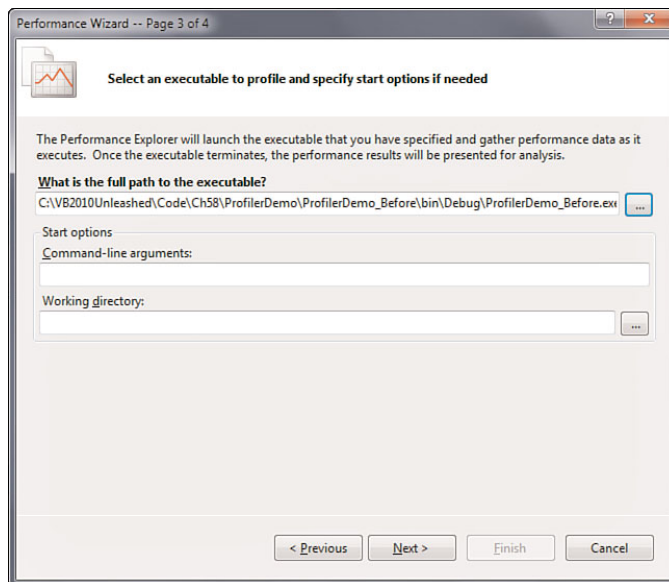 Performance Wizard -- Page 3 of 4
Select an executable to profile and specify start options if needed
The Performance Explorer will launch the executable that you have specified and gather performance data as it
executes. Once the executable terminates, the performance results will be presented for analysis.
What is the full path to the executable?
C:\VB2010Unleashed\Code\Ch58\ProfilerDemo\ProfilerDemo_Before\bin\Debug\ProfilerDemo_Before.exe
...
Start options
Command-line arguments:
Working directory:
...
< Previous Next > Finish Cancel